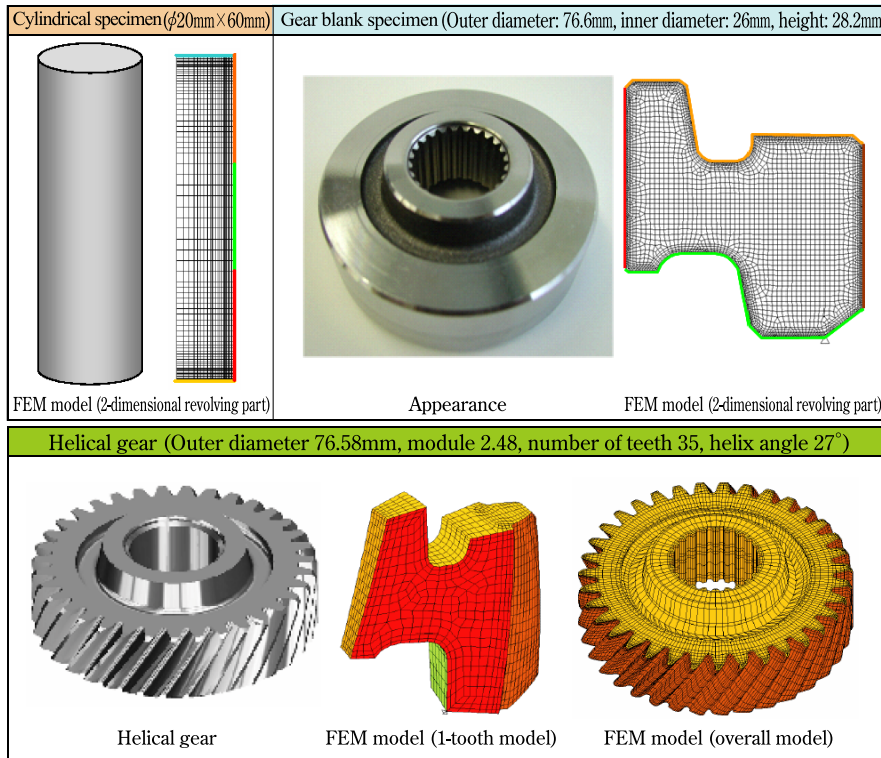 Cylindrical specimen (ϕ20mm×60mm)
Gear blank specimen (Outer diameter: 76.6mm, inner diameter: 26mm, height: 28.2mm
FEM model (2-dimensional revolving part)
Appearance
FEM model (2-dimensional revolving part)
Helical gear (Outer diameter 76.58mm, module 2.48, number of teeth 35, helix angle 27°)
Helical gear
FEM model (1-tooth model)
FEM model (overall model)